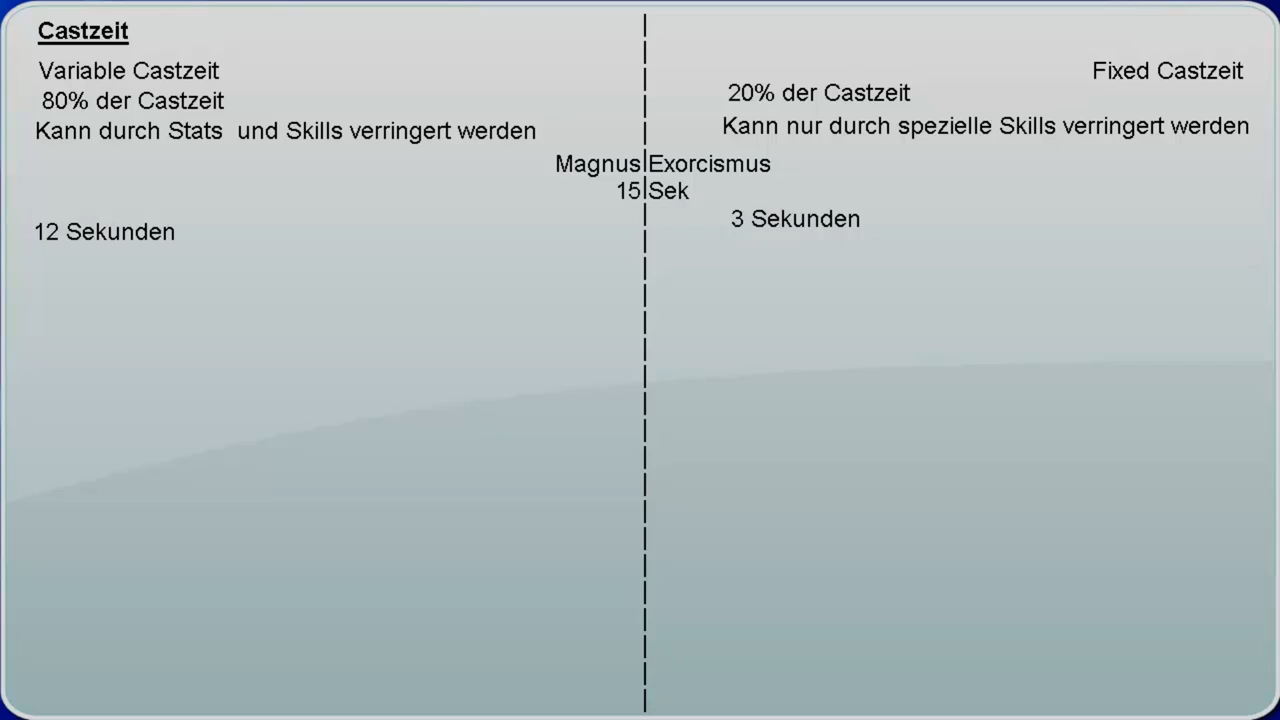 Castzeit
Variable Castzeit
80% der Castzeit
Kann durch Stats  und Skills verringert werden
Fixed Castzeit
20% der Castzeit
Kann nur durch spezielle Skills verringert werden
Magnus Exorcismus
15 Sek
12 Sekunden
3 Sekunden